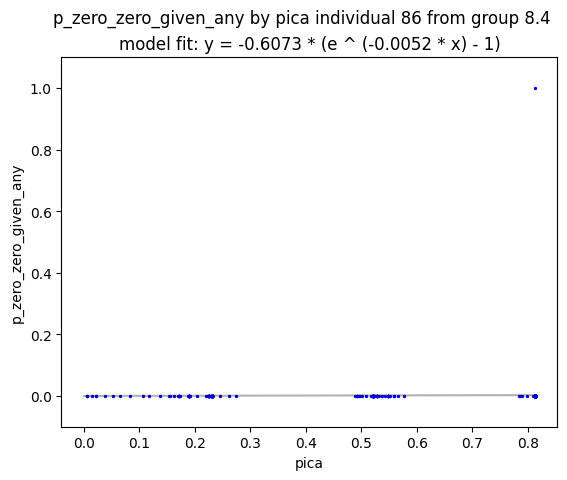 p_zero_zero_given_any by pica individual 86 from group 8.4
model fit: y = -0.6073 * (e ^ (-0.0052 * x) - 1)
1.0
0.8
0.6
0.4
0.2
0.0
p_zero_zero_given_any
0.0 0.1 0.2 0.3 0.4 0.5 0.6 0.7 0.8
pica